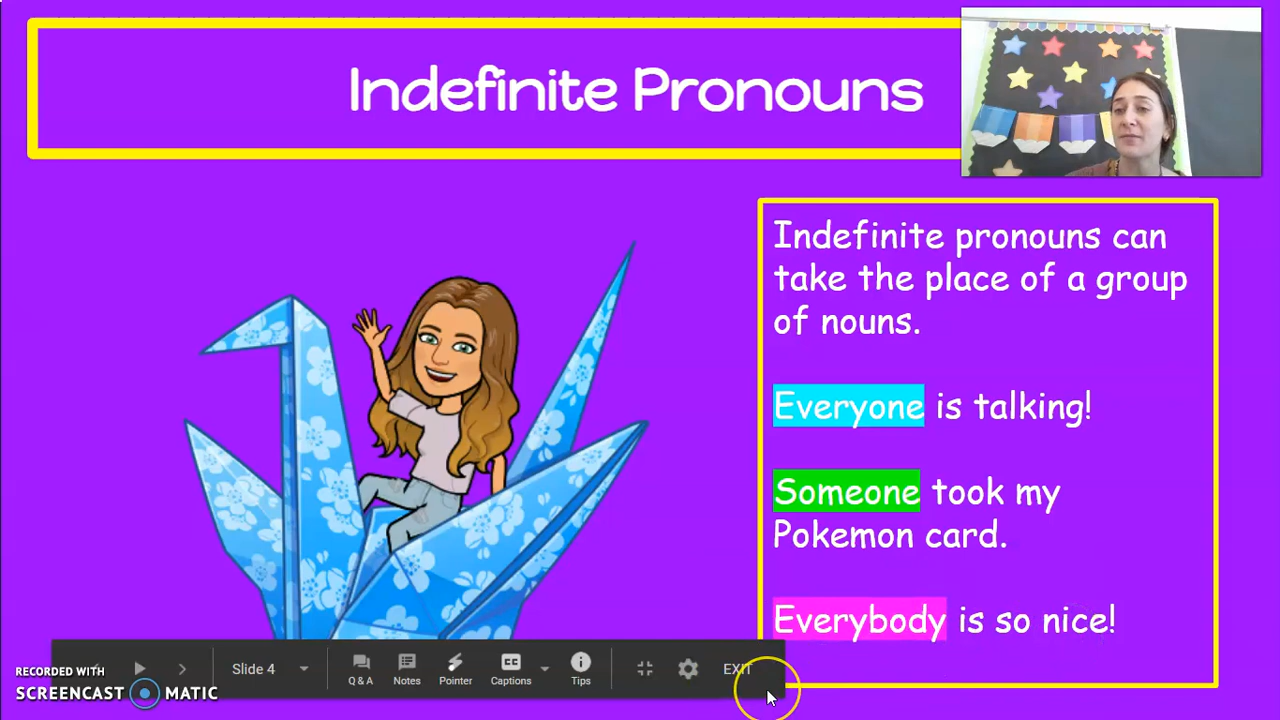 Indefinite Pronouns
Indefinite pronouns can
take the place of a group
of nouns.
Everyone is talking!
Someone took my
Pokemon card.
Everybody is so nice!
Slide 4
Q & A
Notes
Pointer
Captions
Tips
EXIT
RECORDED WITH
SCREENCAST MATIC